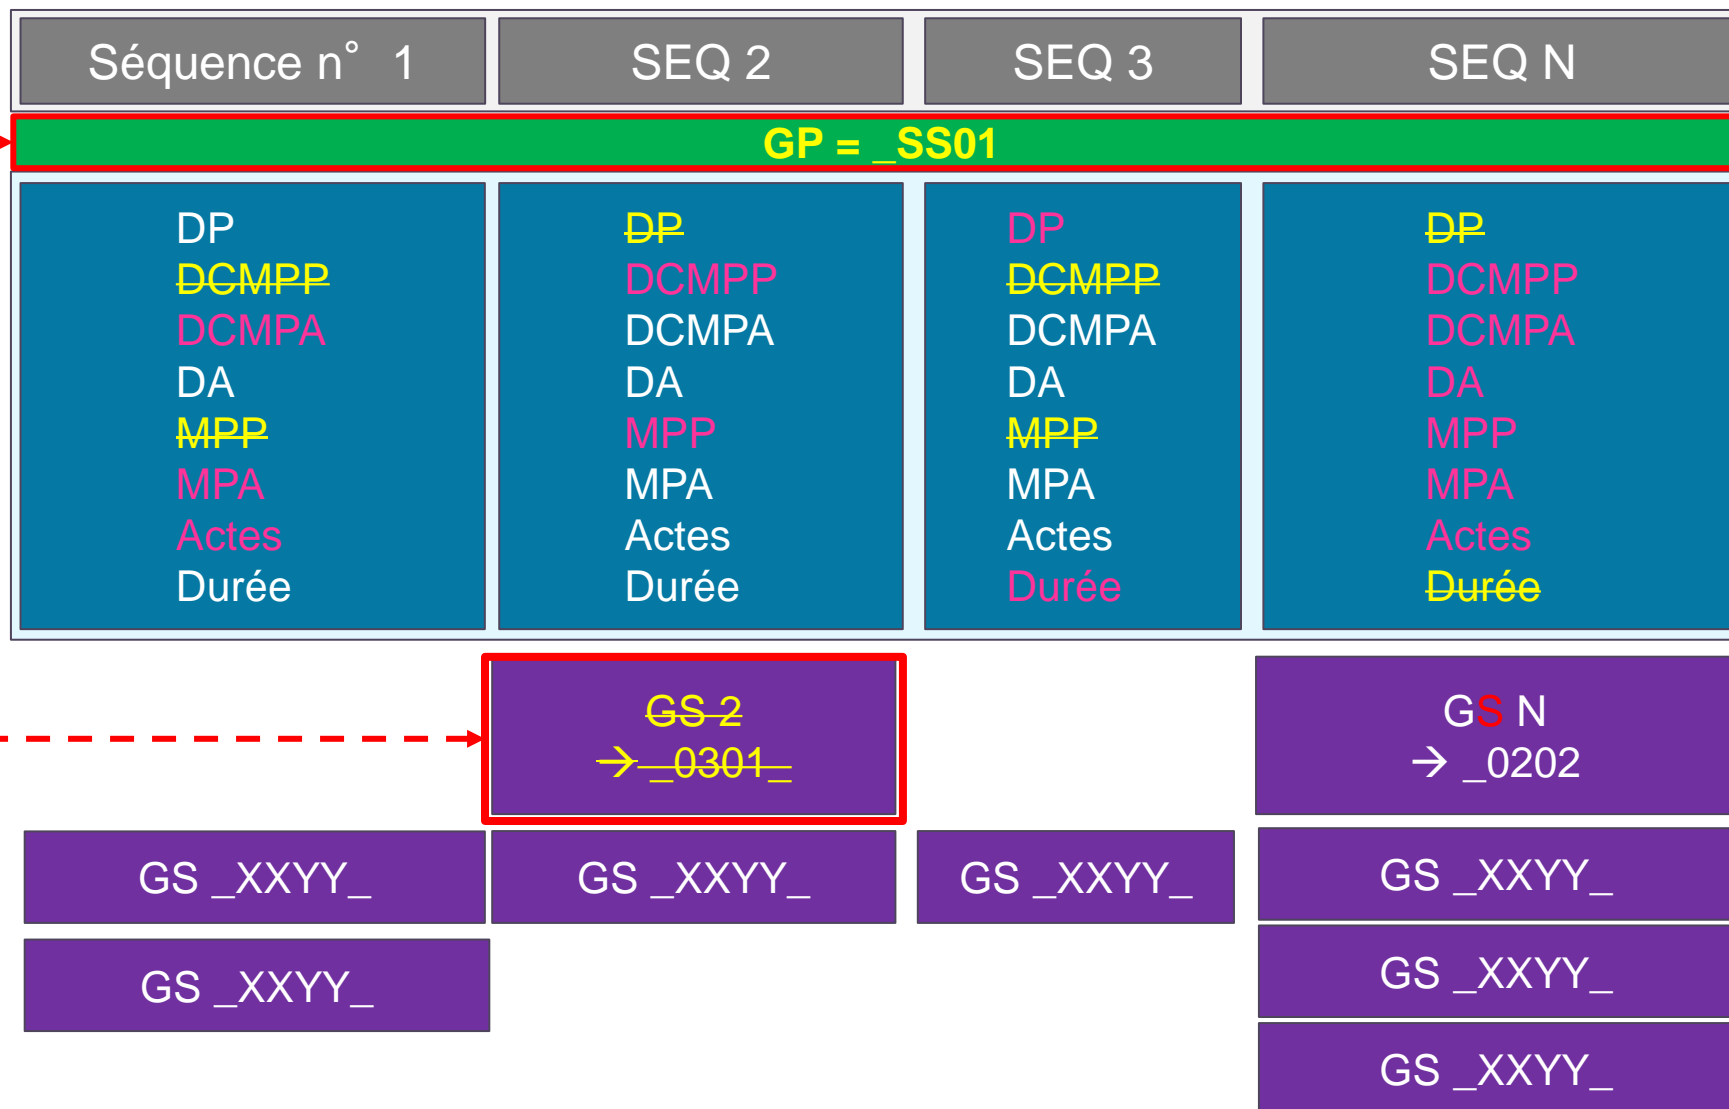 Séquence n° 1
SEQ 2
SEQ 3
SEQ N
GP = _SS01
DP
DCMPP
DCMPA
DA
MPP
MPA
Actes
Durée
DP
DCMPP
DCMPA
DA
MPP
MPA
Actes
Durée
DP
DCMPP
DCMPA
DA
MPP
MPA
Actes
Durée
DP
DCMPP
DCMPA
DA
MPP
MPA
Actes
Durée
GS 2
→ _0301_
GS N
→ _0202
GS _XXYY_
GS _XXYY_
GS _XXYY_
GS _XXYY_
GS _XXYY_
GS _XXYY_
GS _XXYY_